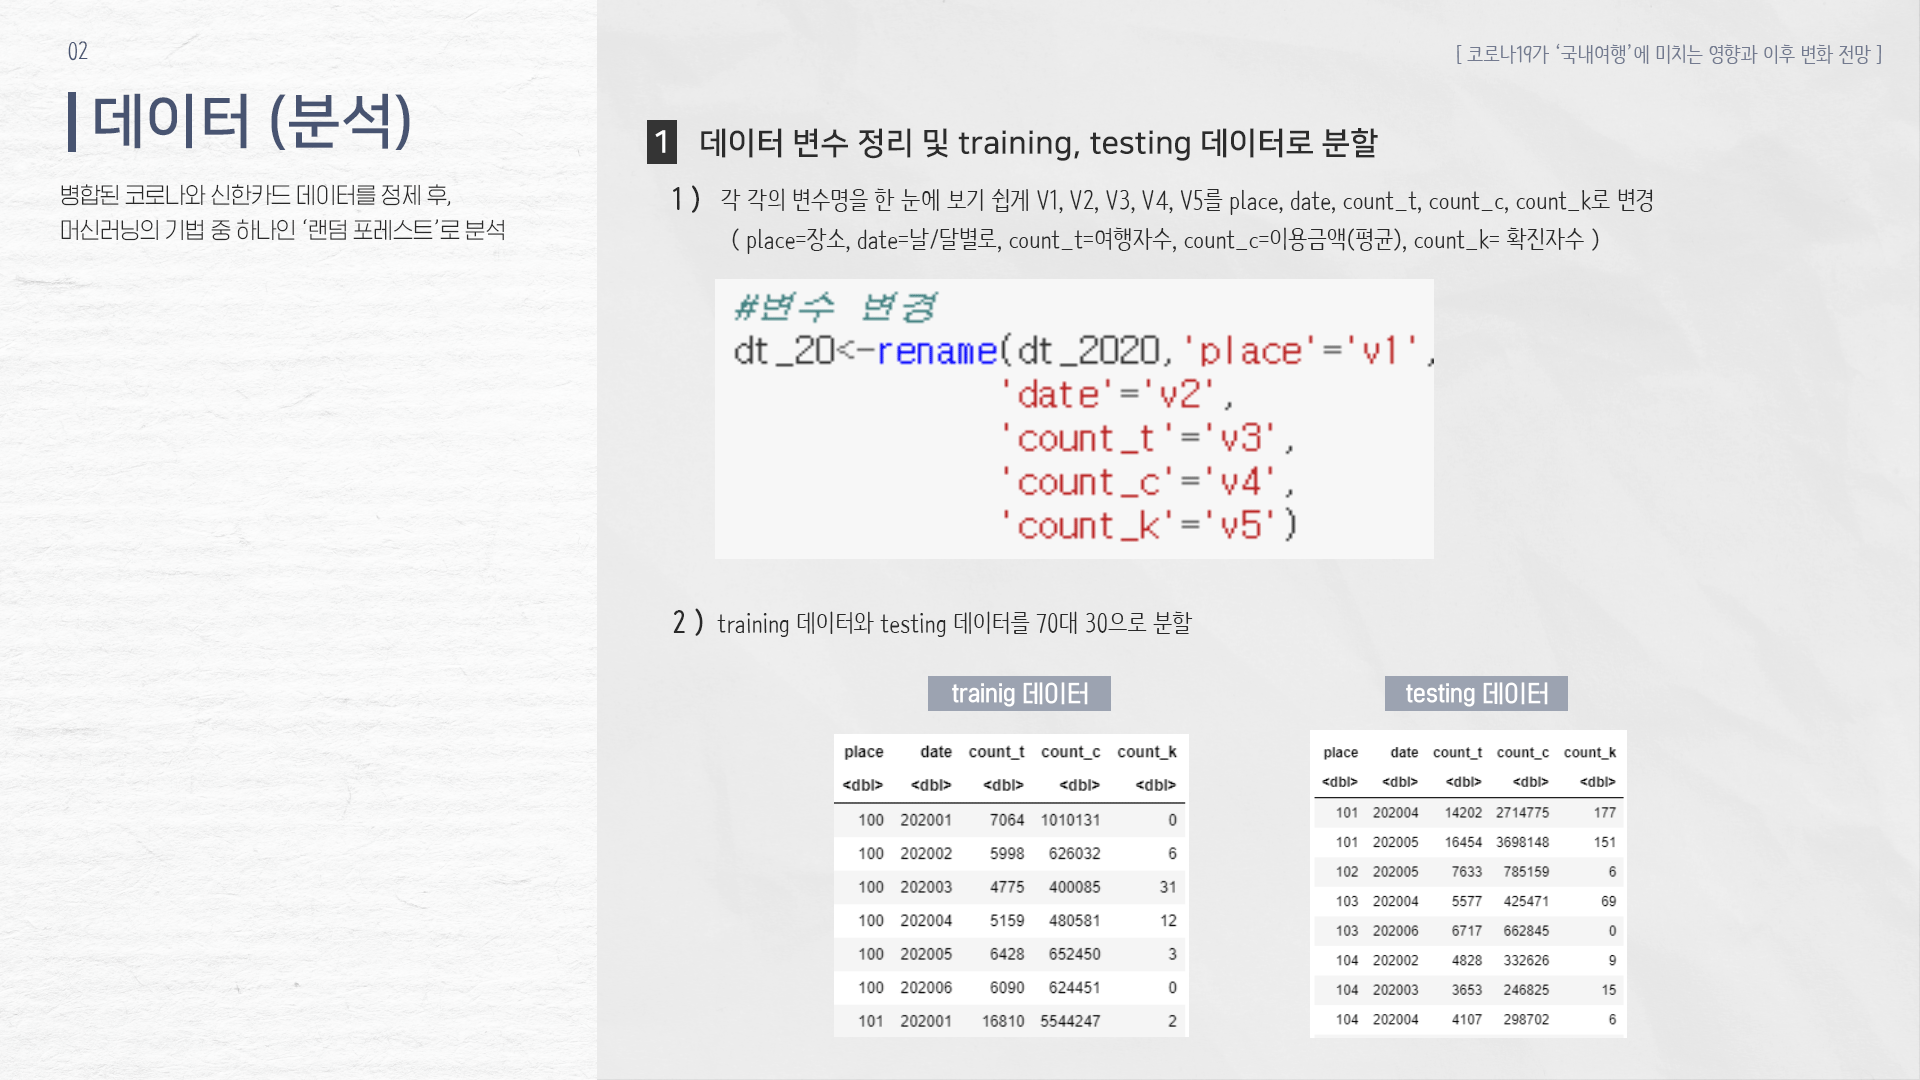 02
데이터 (분석)
병합된 코로나와 신한카드 데이터를 정제 후,
머신러닝의 기법 중 하나인 ‘랜덤 포레스트’로 분석
[ 코로나19가 ‘국내여행’에 미치는 영향과 이후 변화 전망 ]
1 데이터 변수 정리 및 training, testing 데이터로 분할
1 ) 각 각의 변수명을 한 눈에 보기 쉽게 V1, V2, V3, V4, V5를 place, date, count_t, count_c, count_k로 변경
( place=장소, date=날/달별로, count_t=여행자수, count_c=이용금액(평균), count_k= 확진자수 )
#변수 변경
dt_20<-rename(dt_2020,'place'='v1',
'date'='v2',
'count_t'='v3',
'count_c'='v4',
'count_k'='v5')
2 ) training 데이터와 testing 데이터를 70대 30으로 분할
trainig 데이터
place date count_t count_c count_k
<dbl> <dbl> <dbl> <dbl> <dbl>
100 202001 7064 1010131 0
100 202002 5998 626032 6
100 202003 4775 400085 31
100 202004 5159 480581 12
100 202005 6428 652450 3
100 202006 6090 624451 0
101 202001 16810 5544247 2
testing 데이터
place date count_t count_c count_k
<dbl> <dbl> <dbl> <dbl> <dbl>
101 202004 14202 2714775 177
101 202005 16454 3698148 151
102 202005 7633 785159 6
103 202004 5577 425471 69
103 202006 6717 662845 0
104 202002 4828 332626 9
104 202003 3653 246825 15
104 202004 4107 298702 6